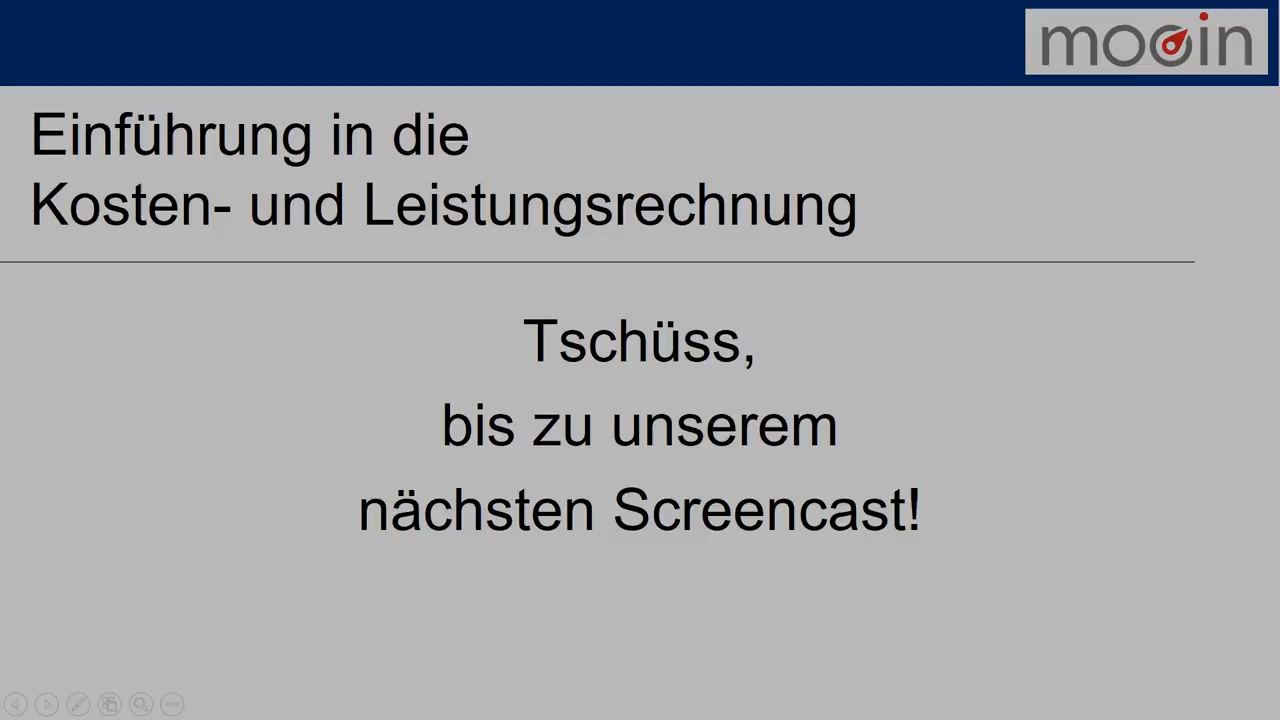 mooin
Einführung in die
Kosten- und Leistungsrechnung
Tschüss,
bis zu unserem
nächsten Screencast!